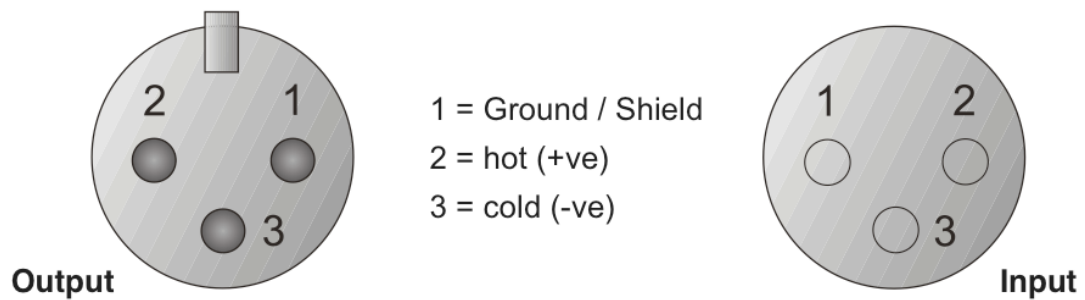 2 1
3
Output
1 = Ground / Shield
2 = hot (+ve)
3 = cold (-ve)
1 2
3
Input